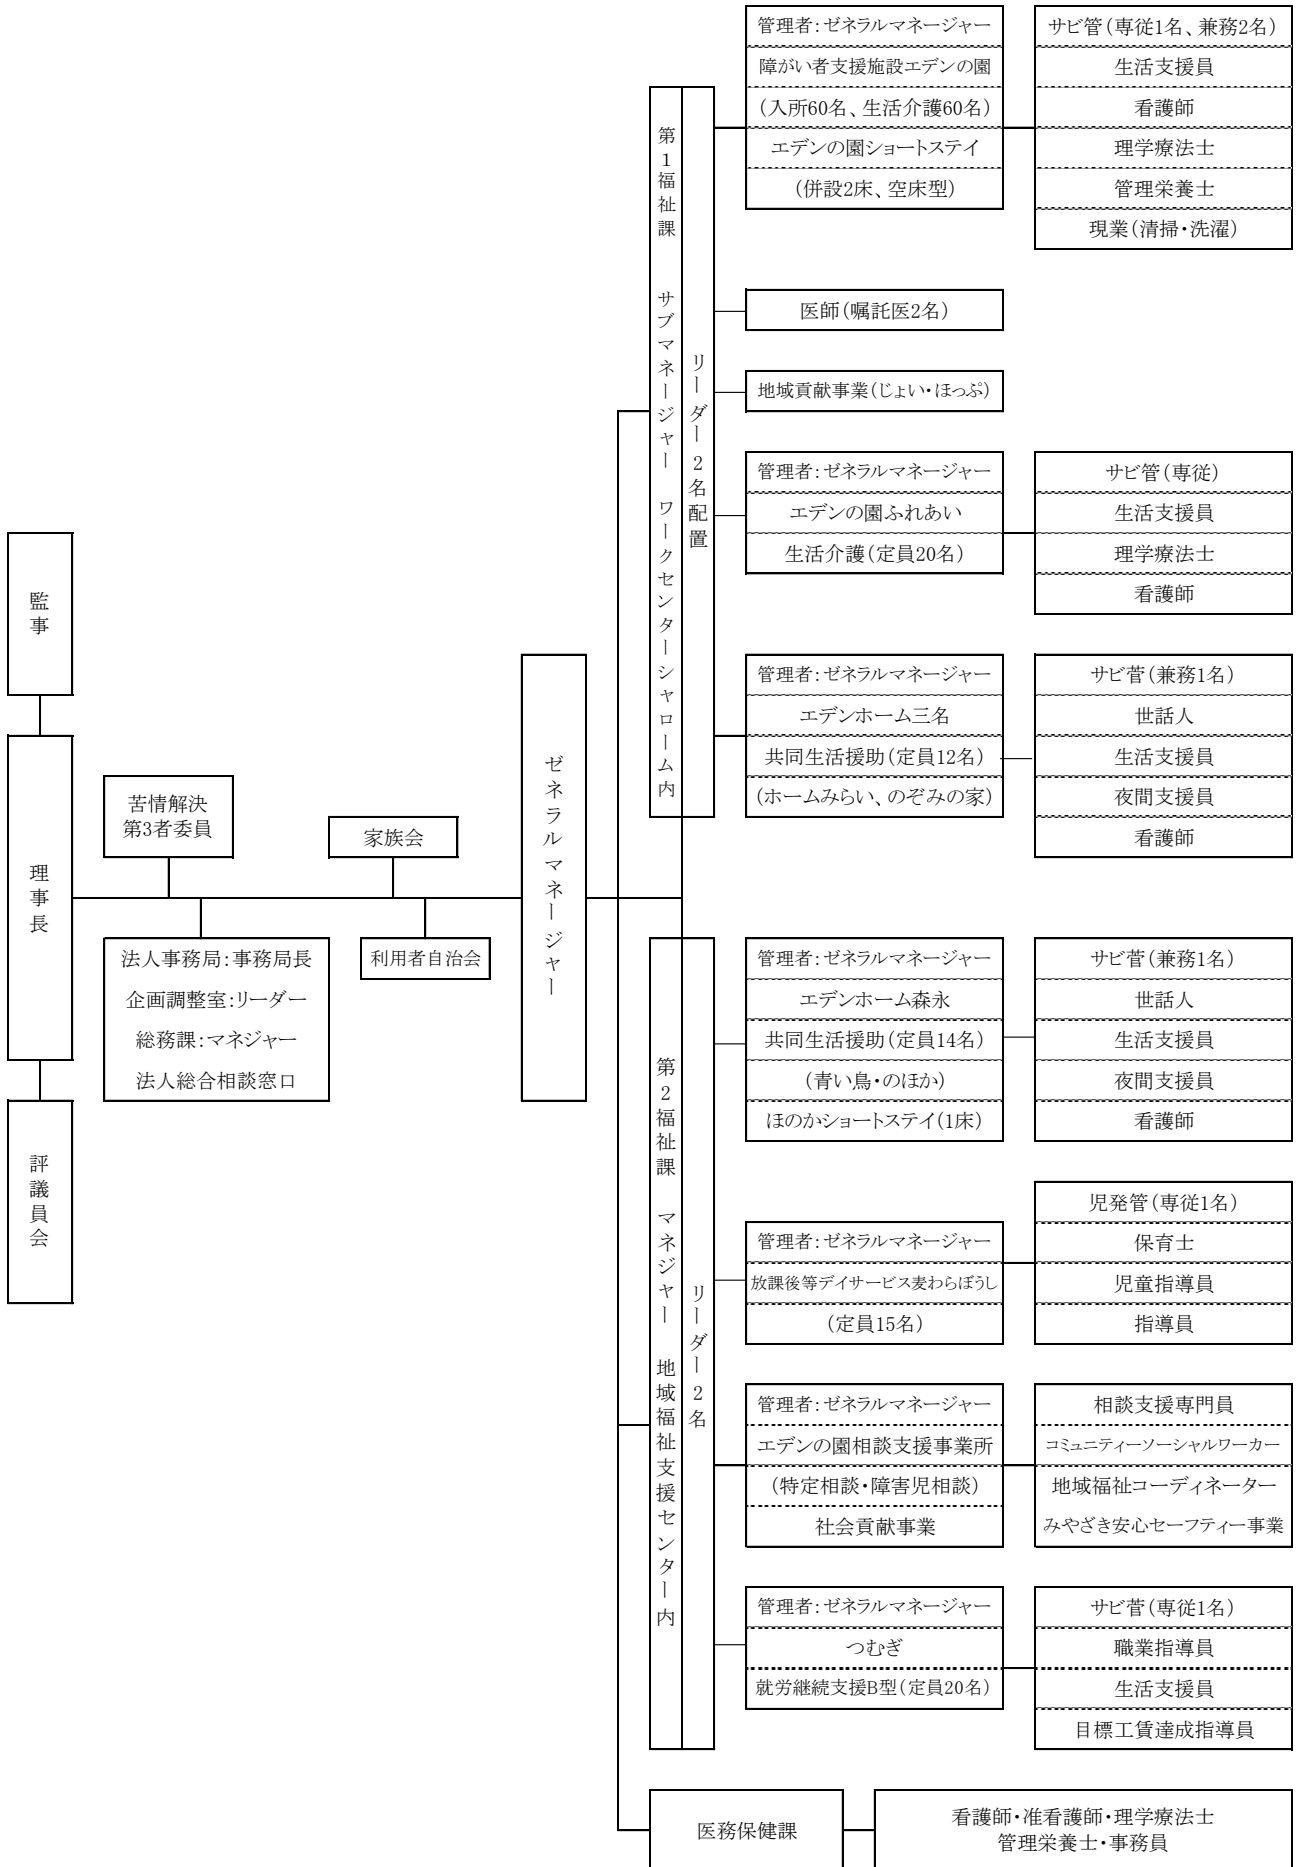 監事
理事長
評議員会
苦情解決
第3者委員
家族会
法人事務局:事務局長
企画調整室:リーダー
総務課:マネジャー
法人総合相談窓口
利用者自治会
ゼネラルマネージャー
第1福祉課 サブマネージャー ワークセンターシャローム内
リーダー2名配置
管理者:ゼネラルマネージャー
障がい者支援施設エデンの園
(入所60名、生活介護60名)
エデンの園ショートステイ
(併設2床、空床型)
サビ管(専従1名、兼務2名)
生活支援員
看護師
理学療法士
管理栄養士
現業(清掃・洗濯)
医師(嘱託医2名)
地域貢献事業(じょい・ほっぷ)
管理者:ゼネラルマネージャー
エデンの園ふれあい
生活介護(定員20名)
サビ管(専従)
生活支援員
理学療法士
看護師
管理者:ゼネラルマネージャー
エデンホーム三名
共同生活援助(定員12名)
(ホームみらい、のぞみの家)
サビ菅(兼務1名)
世話人
生活支援員
夜間支援員
看護師
第2福祉課 マネジャー 地域福祉支援センター内
リーダー2名
管理者:ゼネラルマネージャー
エデンホーム森永
共同生活援助(定員14名)
(青い鳥・のほか)
ほのかショートステイ(1床)
サビ菅(兼務1名)
世話人
生活支援員
夜間支援員
看護師
管理者:ゼネラルマネージャー
放課後等デイサービス麦わらぼうし
(定員15名)
児発管(専従1名)
保育士
児童指導員
指導員
管理者:ゼネラルマネージャー
エデンの園相談支援事業所
(特定相談・障害児相談)
社会貢献事業
相談支援専門員
コミュニティーソーシャルワーカー
地域福祉コーディネーター
みやざき安心セーフティー事業
管理者:ゼネラルマネージャー
つむぎ
就労継続支援B型(定員20名)
サビ菅(専従1名)
職業指導員
生活支援員
目標工賃達成指導員
医務保健課
看護師・准看護師・理学療法士
管理栄養士・事務員